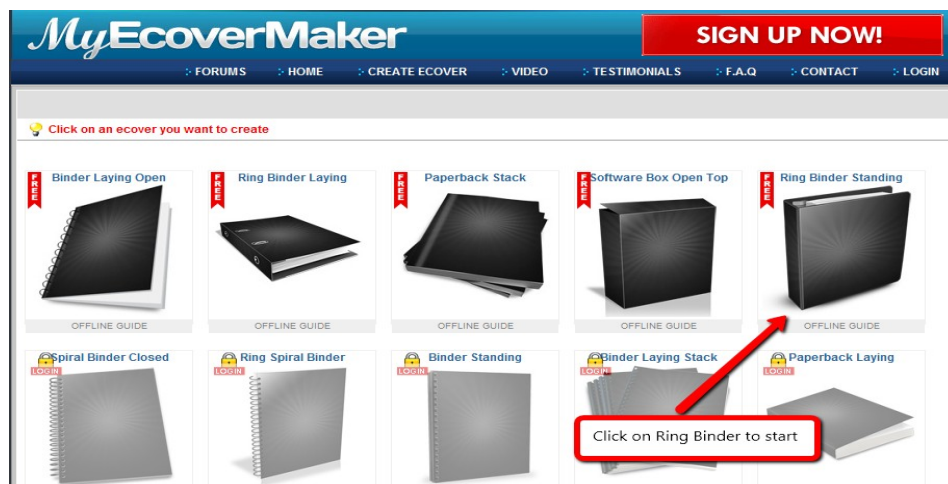 MyEcoverMaker
SIGN UP NOW!
FORUMS HOME CREATE ECOVER VIDEO TESTIMONIALS F.A.Q CONTACT LOGIN
Click on an ecover you want to create
FREE Binder Laying Open
FREE Ring Binder Laying
FREE Paperback Stack
FREE Software Box Open Top
FREE Ring Binder Standing
OFFLINE GUIDE OFFLINE GUIDE OFFLINE GUIDE OFFLINE GUIDE OFFLINE GUIDE
Spiral Binder Closed
LOGIN
Ring Spiral Binder
LOGIN
Binder Standing
LOGIN
Binder Laying Stack
LOGIN
Paperback Laying
LOGIN
Click on Ring Binder to start